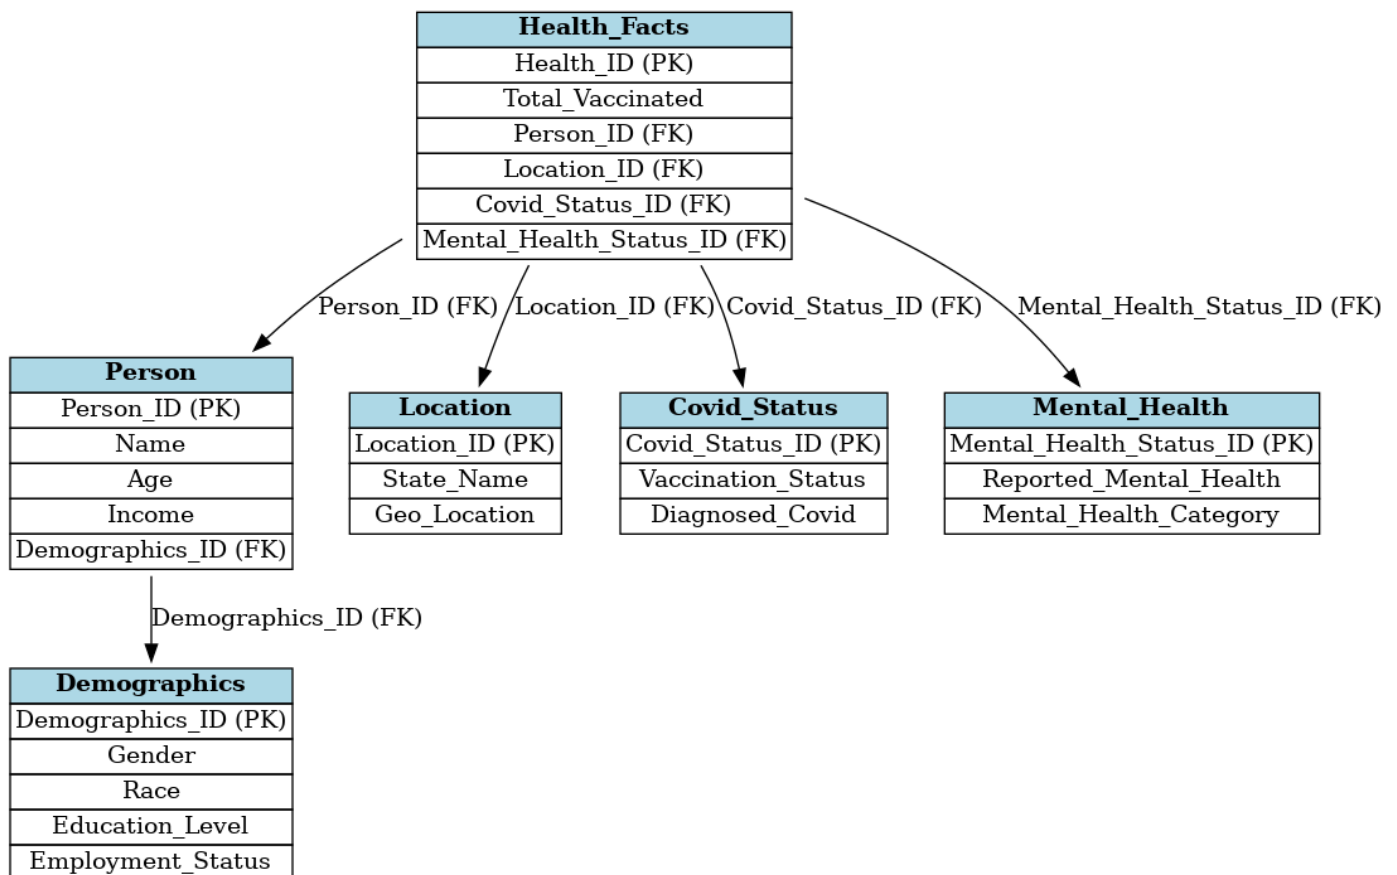 Health_Facts
Health_ID (PK)
Total_Vaccinated
Person_ID (FK)
Location_ID (FK)
Covid_Status_ID (FK)
Mental_Health_Status_ID (FK)
Person_ID (FK)
Location_ID (FK)
Covid_Status_ID (FK)
Mental_Health_Status_ID (FK)
Person
Person_ID (PK)
Name
Age
Income
Demographics_ID (FK)
Location
Location_ID (PK)
State_Name
Geo_Location
Covid_Status
Covid_Status_ID (PK)
Vaccination_Status
Diagnosed_Covid
Mental_Health
Mental_Health_Status_ID (PK)
Reported_Mental_Health
Mental_Health_Category
Demographics_ID (FK)
Demographics
Demographics_ID (PK)
Gender
Race
Education_Level
Employment_Status